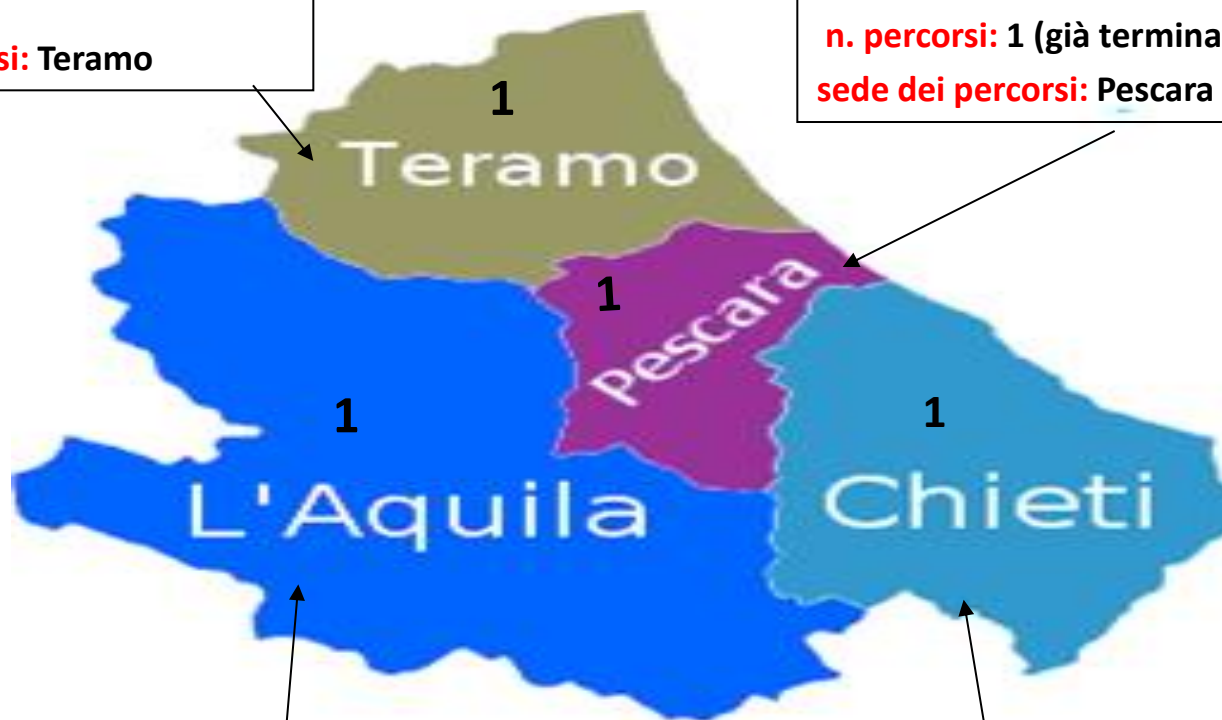 si: Teramo
n. percorsi: 1 (già termina
sede dei percorsi: Pescara
1
Teramo
1
Pescara
1
L'Aquila
1
Chieti